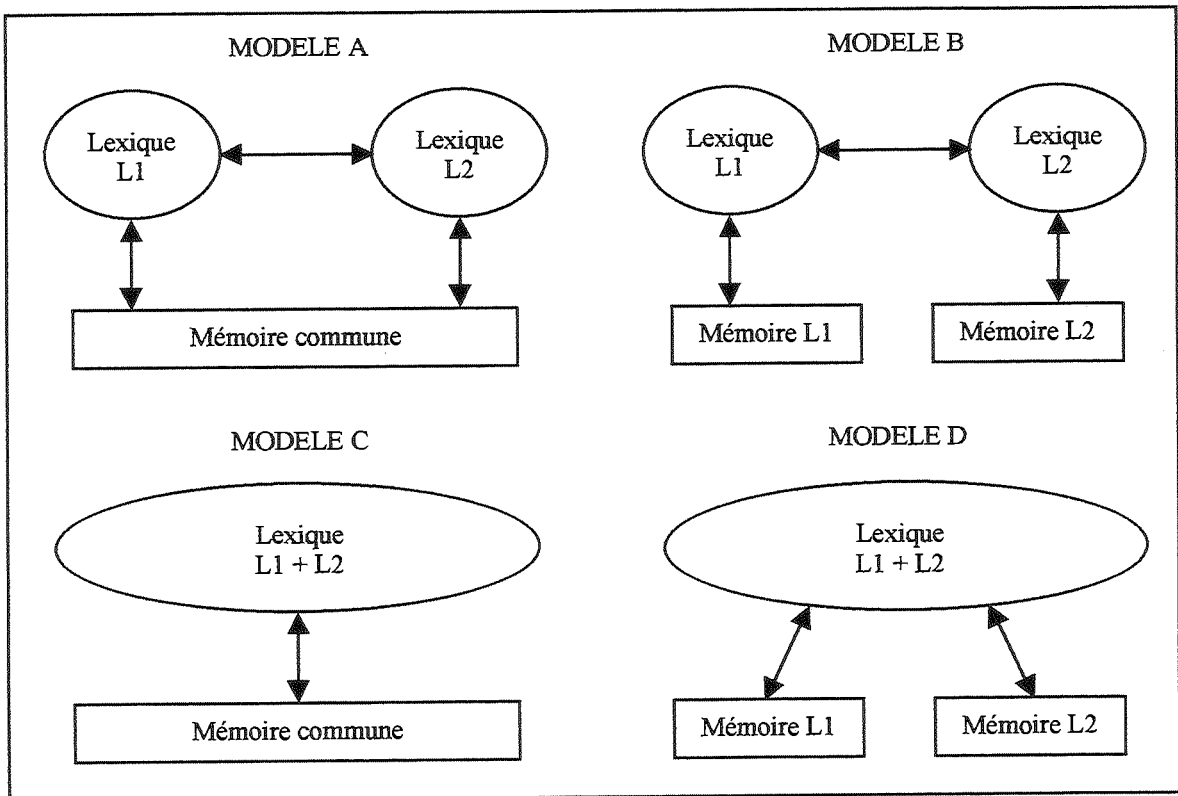 MODELE A
Lexique
L1
Lexique
L2
Mémoire commune
MODELE B
Lexique
L1
Lexique
L2
Mémoire L1
Mémoire L2
MODELE C
Lexique
L1 + L2
Mémoire commune
MODELE D
Lexique
L1 + L2
Mémoire L1
Mémoire L2